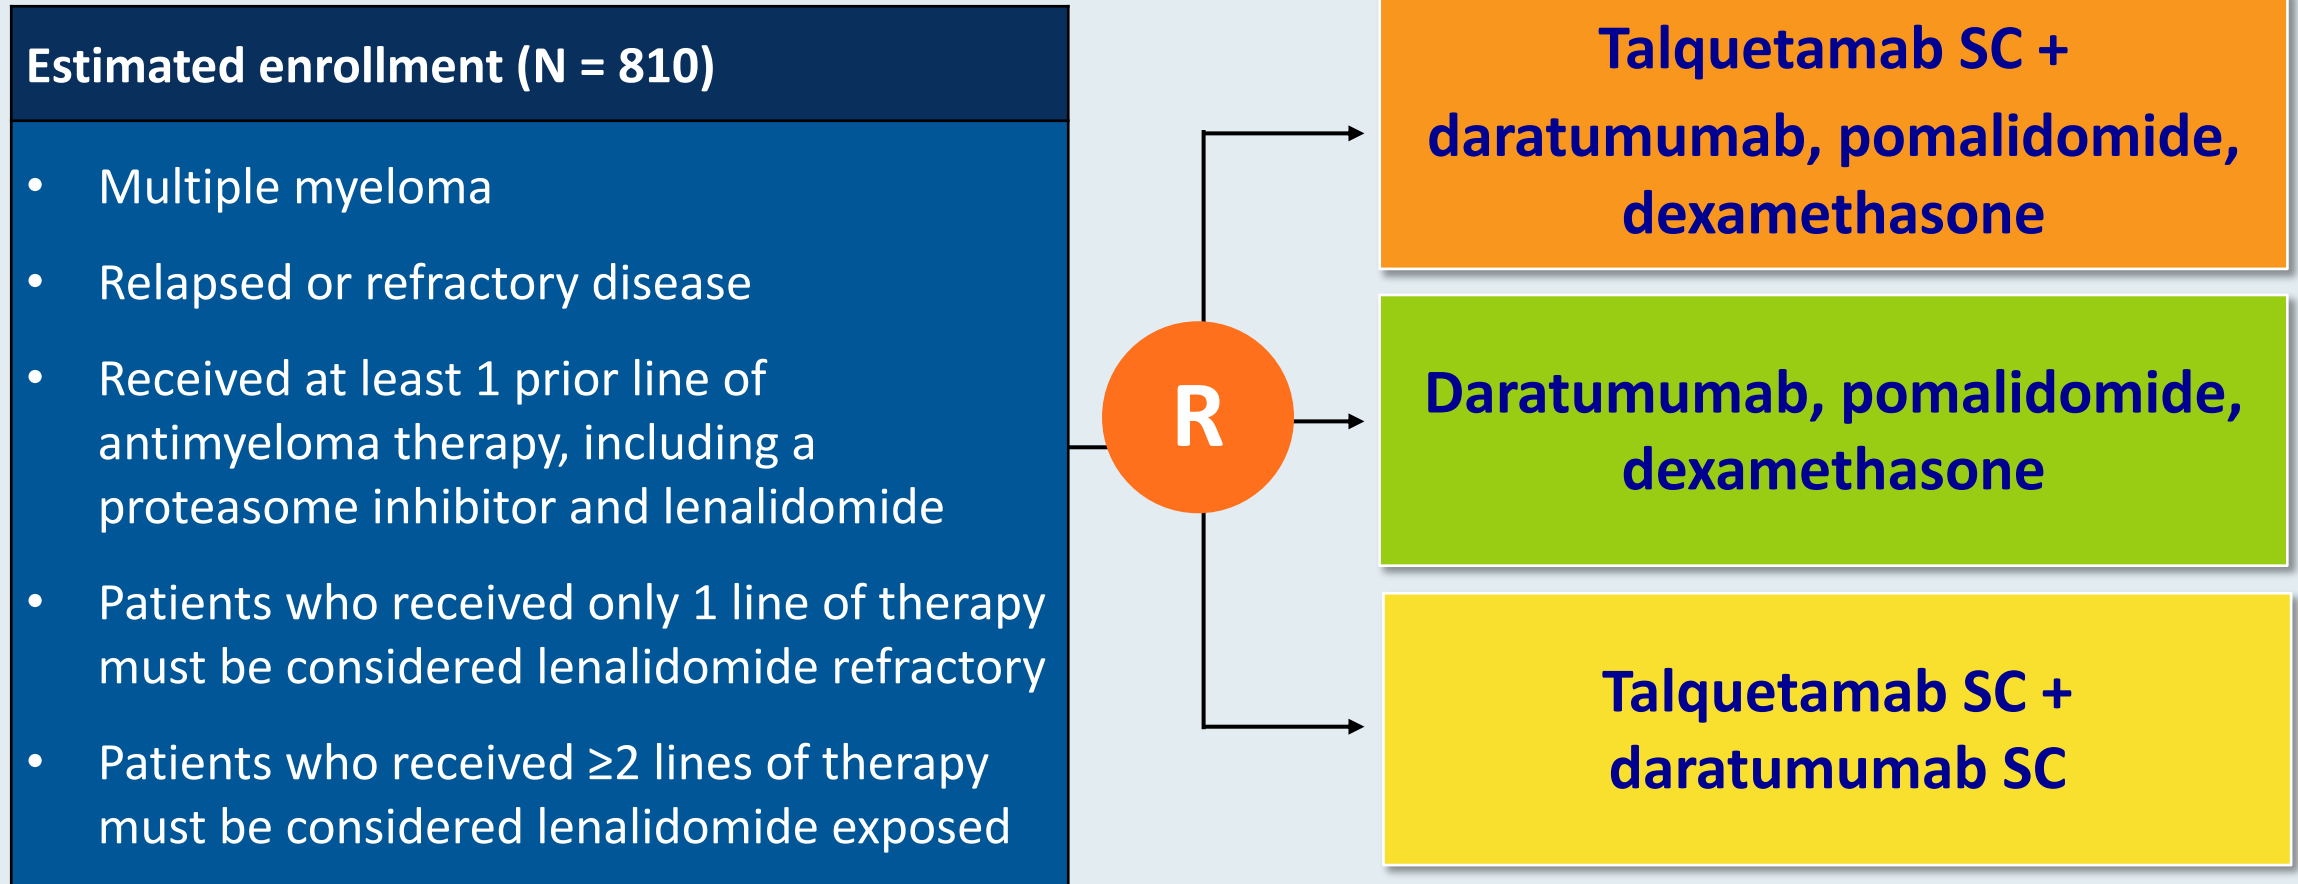 Estimated enrollment (N = 810)
• Multiple myeloma
• Relapsed or refractory disease
• Received at least 1 prior line of
antimyeloma therapy, including a
proteasome inhibitor and lenalidomide
• Patients who received only 1 line of therapy
must be considered lenalidomide refractory
• Patients who received ≥2 lines of therapy
must be considered lenalidomide exposed
R
Talquetamab SC +
daratumumab, pomalidomide,
dexamethasone
Daratumumab, pomalidomide,
dexamethasone
Talquetamab SC +
daratumumab SC